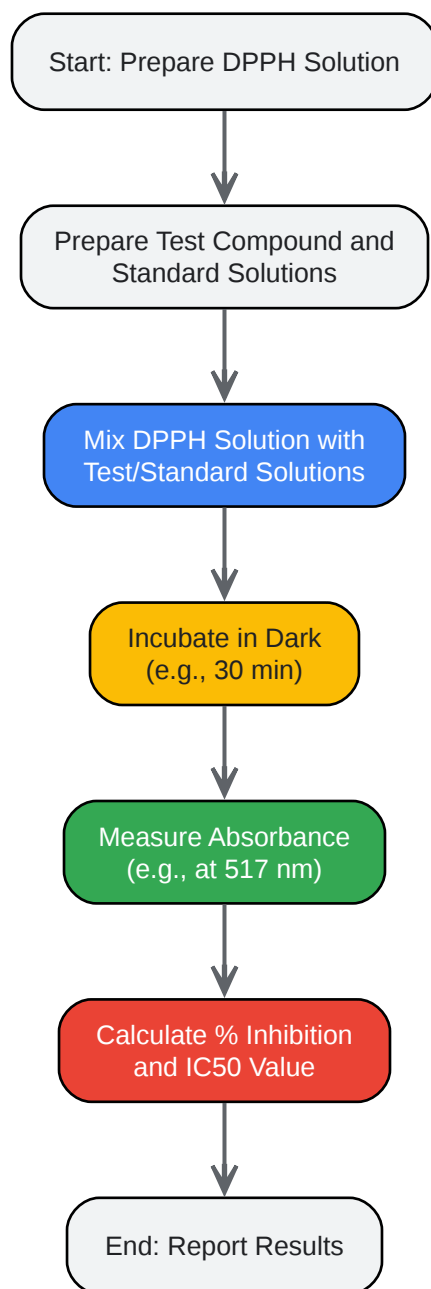 Start: Prepare DPPH Solution
Prepare Test Compound and
Standard Solutions
Mix DPPH Solution with
Test/Standard Solutions
Incubate in Dark
(e.g., 30 min)
Measure Absorbance
(e.g., at 517 nm)
Calculate % Inhibition
and IC50 Value
End: Report Results